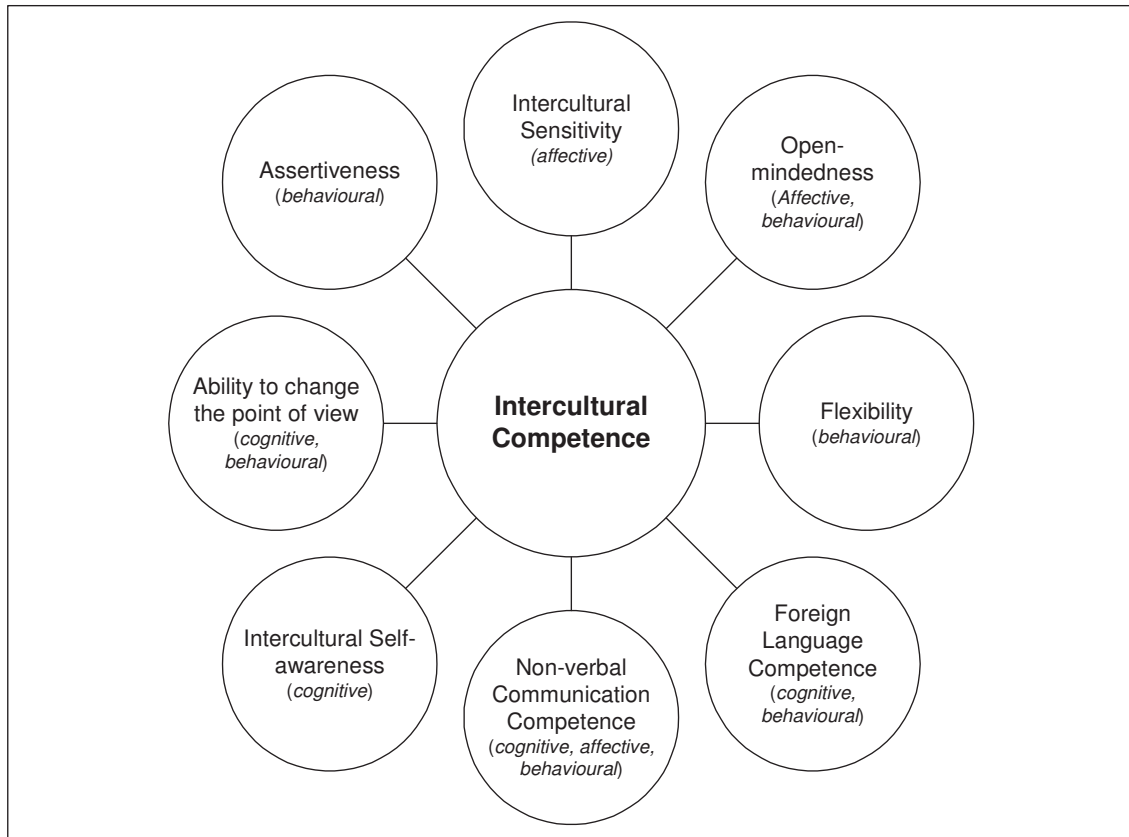 Intercultural
Sensitivity
(affective)
Open-
mindedness
(Affective,
behavioural)
Assertiveness
(behavioural)
Ability to change
the point of view
(cognitive,
behavioural)
Intercultural
Competence
Flexibility
(behavioural)
Intercultural Self-
awareness
(cognitive)
Non-verbal
Communication
Competence
(cognitive, affective,
behavioural)
Foreign
Language
Competence
(cognitive,
behavioural)